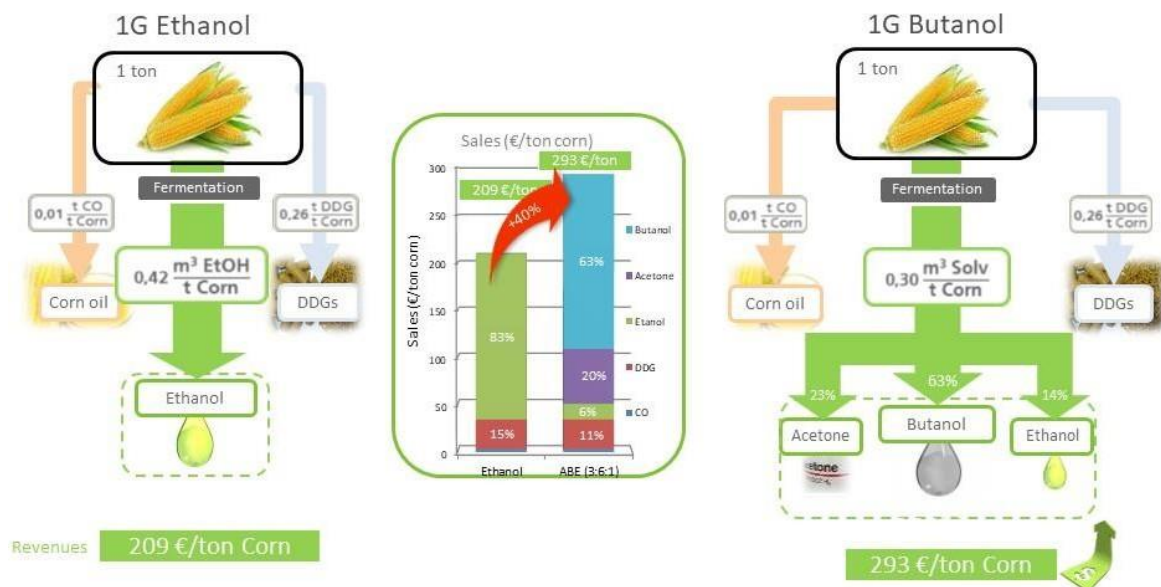 1G Ethanol
1 ton
Fermentation
0,01 t CO / t Corn
0,26 t DDG / t Corn
0,42 m³ EtOH / t Corn
Corn oil
DDGs
Ethanol
Revenues
209 €/ton Corn
Sales (€/ton corn)
293 €/ton
209 €/ton
+40%
Sales (€/ton corn)
300
250
200
150
100
50
0
83%
15%
63%
20%
6%
11%
Butanol
Acetone
Etanol
DDG
CO
Ethanol
ABE (3:6:1)
1G Butanol
1 ton
Fermentation
0,01 t CO / t Corn
0,26 t DDG / t Corn
0,30 m³ Solv / t Corn
Corn oil
DDGs
23%
63%
14%
Acetone
Butanol
Ethanol
etone
293 €/ton Corn
$